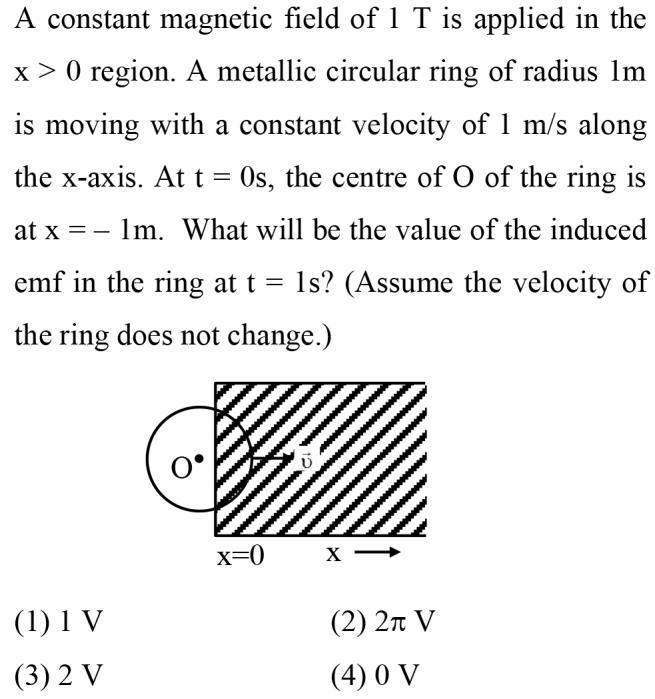 A constant magnetic field of 1 T is applied in the
x > 0 region. A metallic circular ring of radius 1m
is moving with a constant velocity of 1 m/s along
the x-axis. At t = 0s, the centre of O of the ring is
at x = – 1m. What will be the value of the induced
emf in the ring at t = 1s? (Assume the velocity of
the ring does not change.)
O
υ⃗
x=0 x
(1) 1 V (2) 2π V
(3) 2 V (4) 0 V